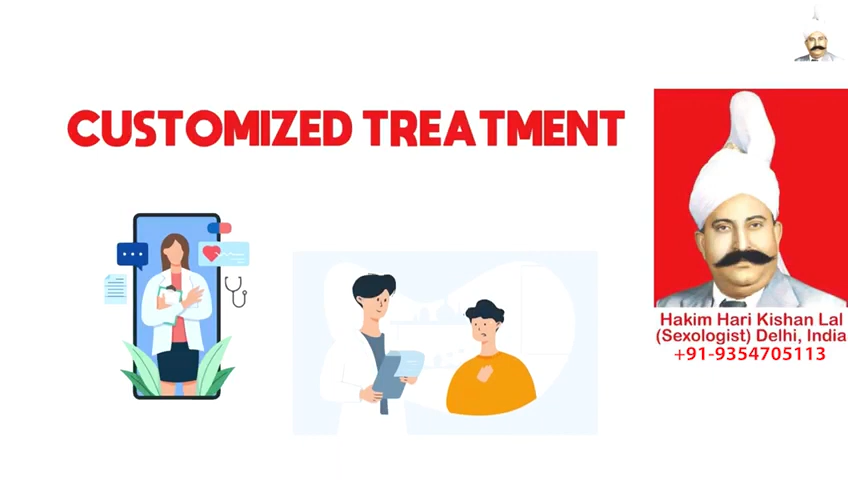 CUSTOMIZED TREATMENT
Hakim Hari Kishan Lal
(Sexologist) Delhi, India
+91-9354705113